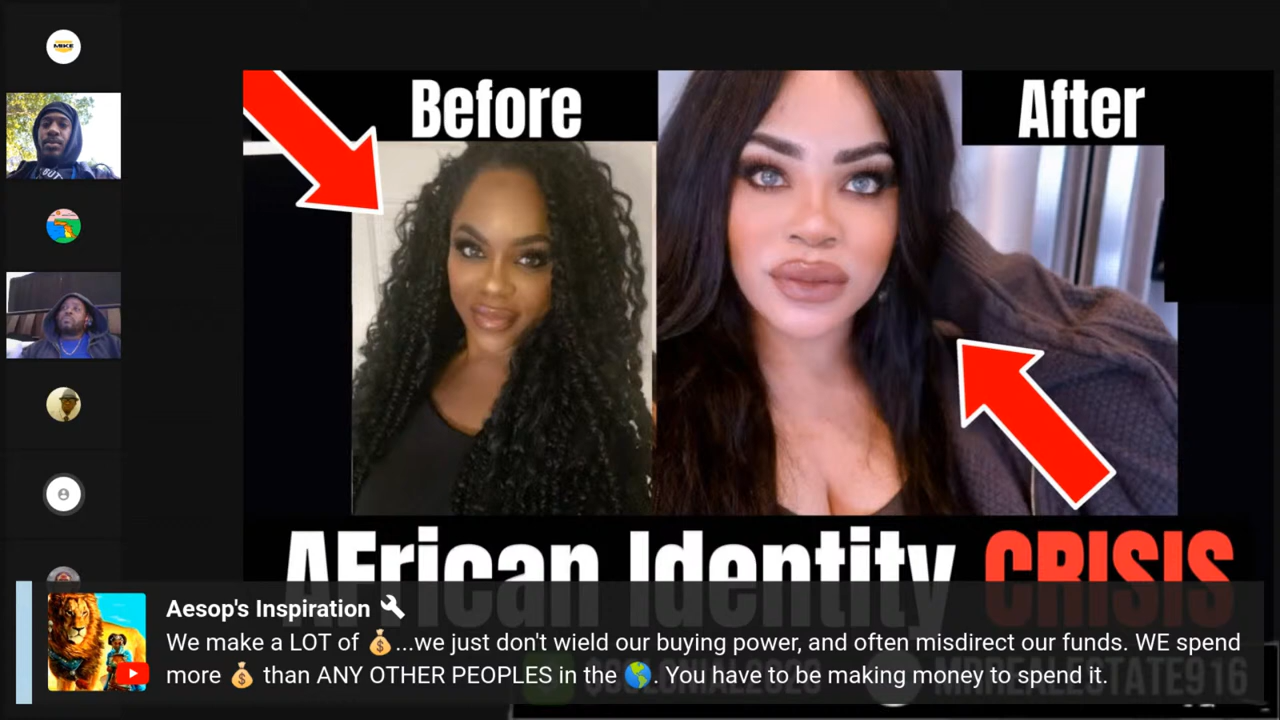 MIKE
Before
After
AFrican Identity CRISIS
Aesop's Inspiration
We make a LOT of 💰...we just don't wield our buying power, and often misdirect our funds. WE spend
more 💰 than ANY OTHER PEOPLES in the 🌎. You have to be making money to spend it.
MRREALESTATE916